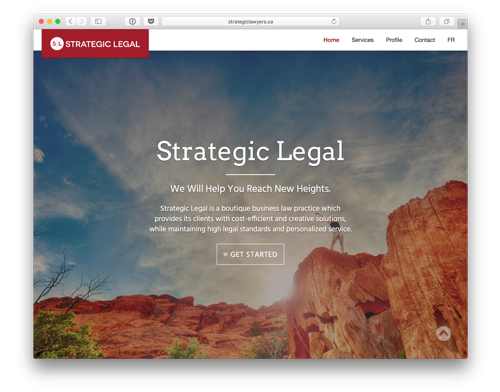 strategiclawyers.ca
S L STRATEGIC LEGAL
Home Services Profile Contact FR
Strategic Legal
We Will Help You Reach New Heights.
Strategic Legal is a boutique business law practice which
provides its clients with cost-efficient and creative solutions,
while maintaining high legal standards and personalized service.
GET STARTED